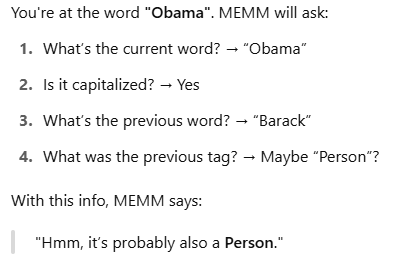 You're at the word "Obama". MEMM will ask:
1. What's the current word? → "Obama"
2. Is it capitalized? → Yes
3. What's the previous word? → "Barack"
4. What was the previous tag? → Maybe "Person"?
With this info, MEMM says:
"Hmm, it's probably also a Person."